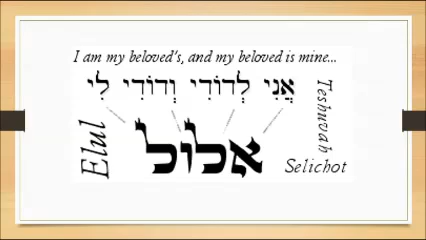 I am my beloved's, and my beloved is mine...
אֲנִי לְדוֹדִי וְדוֹדִי לִי
Teshuvah
Elul
אלול
Selichot